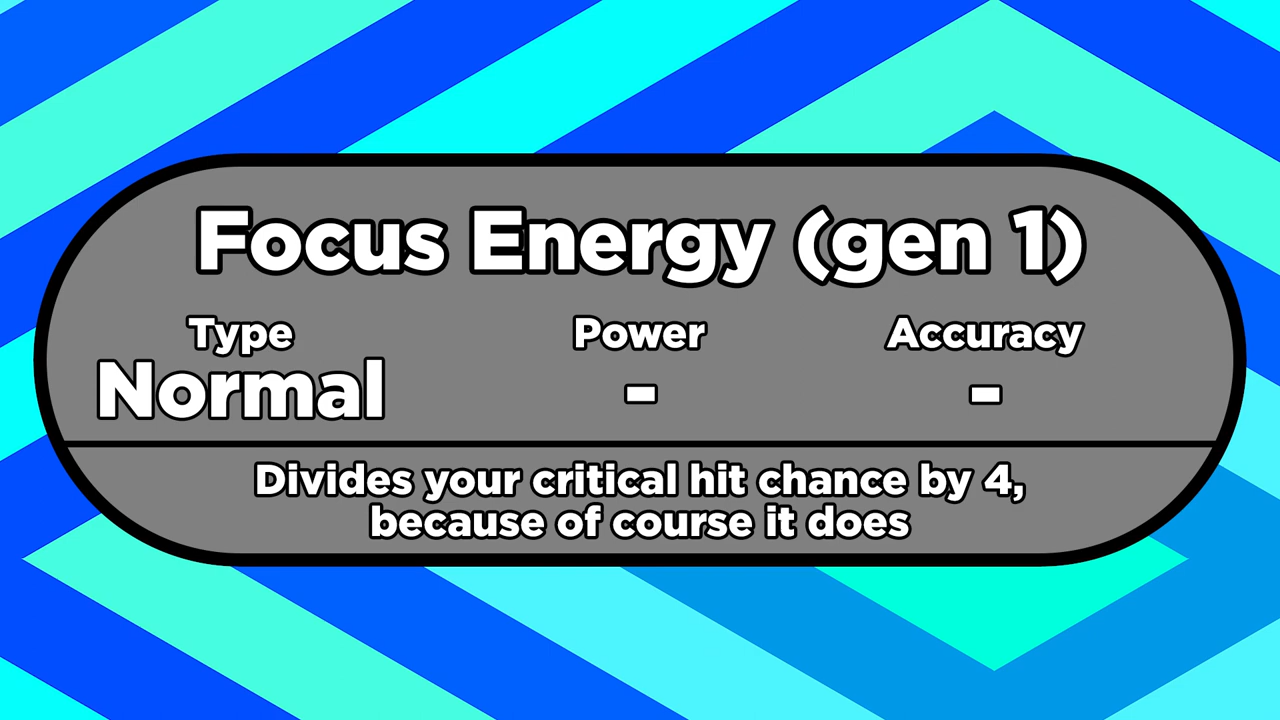 Focus Energy (gen 1)
Type Power Accuracy
Normal - -
Divides your critical hit chance by 4,
because of course it does